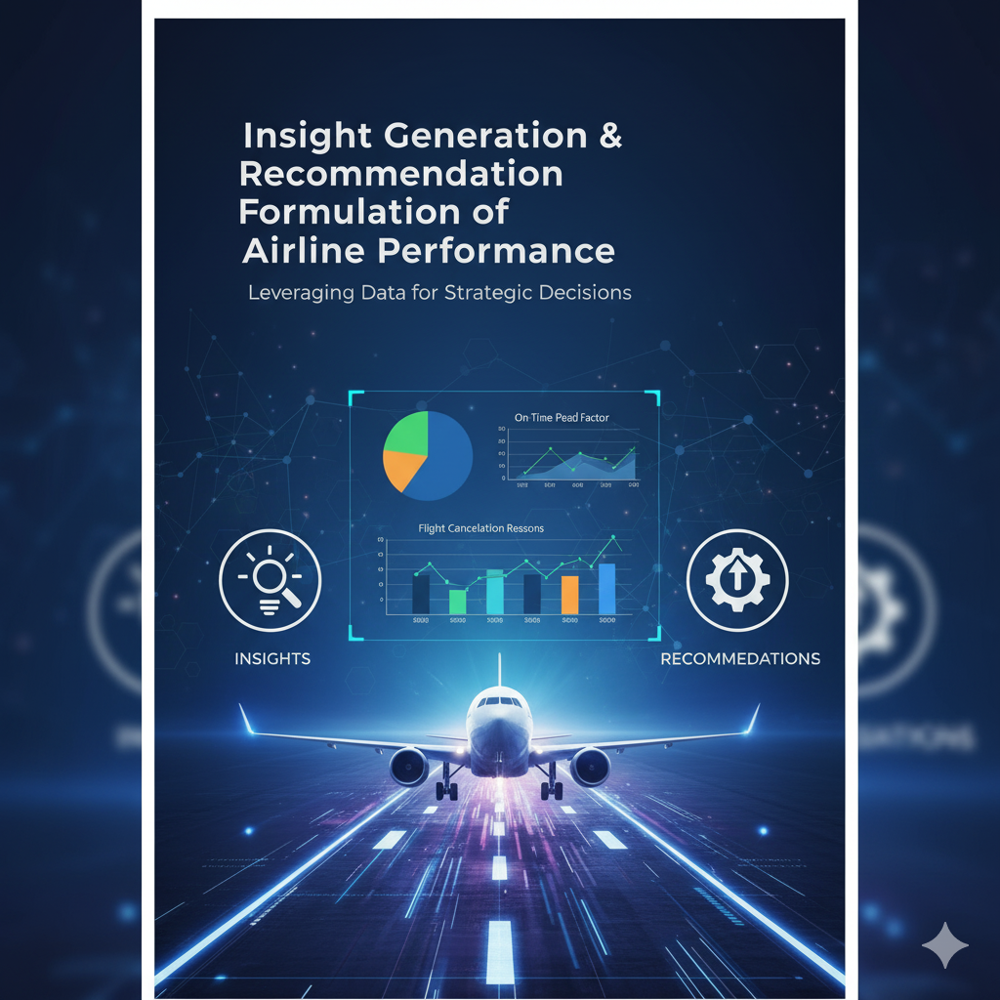 Insight Generation &
Recommendation
Formulation of
Airline Performance
Leveraging Data for Strategic Decisions
On-Time Pead Factor
Flight Cancelation Ressons
INSIGHTS
RECOMMEDATIONS